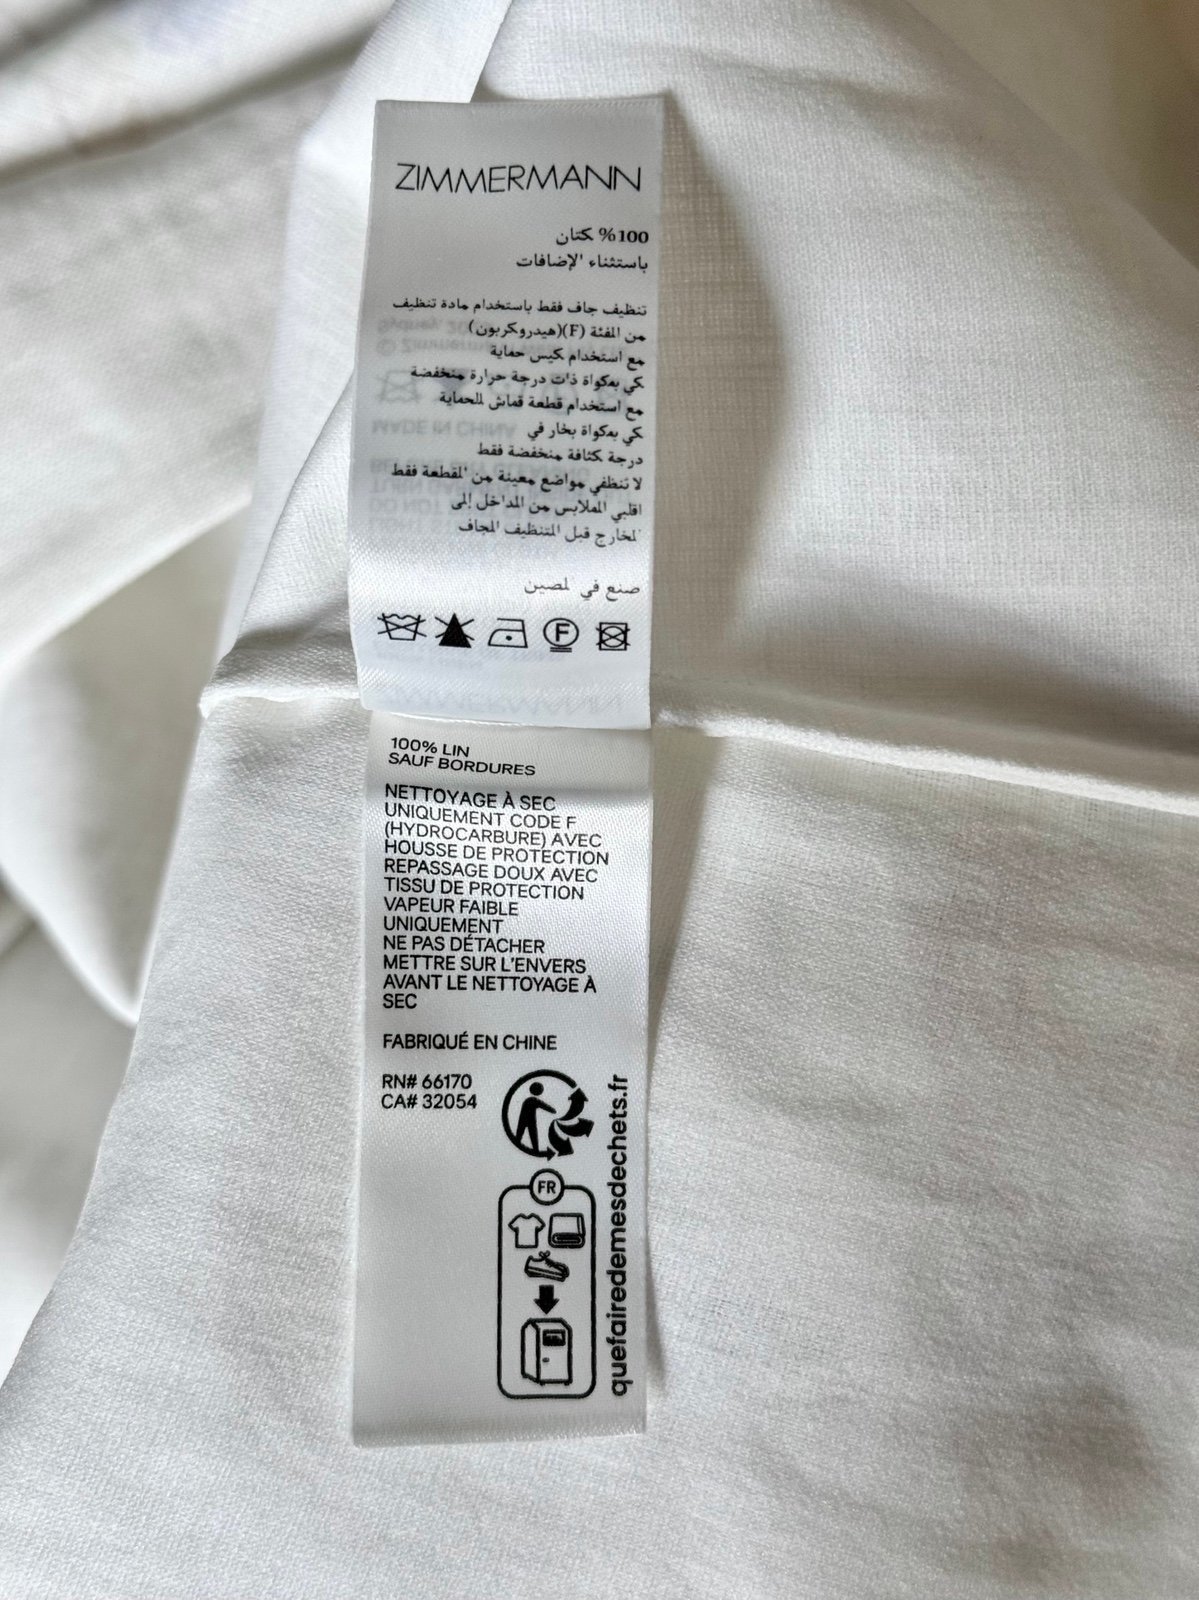 ZIMMERMANN
100% كتان
باستثناء الإضافات
تنظيف جاف فقط باستخدام مادة تنظيف
من الفئة (F)(هيدروكربون)
مع استخدام كيس حماية
كي بمكواة ذات درجة حرارة منخفضة
مع استخدام قطعة قماش للحماية
كي بمكواة بخار في
درجة كثافة منخفضة فقط
لا تنظفي مواضع معينة من القطعة فقط
اقلبي الملابس من الداخل إلى
الخارج قبل التنظيف الجاف
صنع في الصين
F
100% LIN
SAUF BORDURES
NETTOYAGE À SEC
UNIQUEMENT CODE F
(HYDROCARBURE) AVEC
HOUSSE DE PROTECTION
REPASSAGE DOUX AVEC
TISSU DE PROTECTION
VAPEUR FAIBLE
UNIQUEMENT
NE PAS DÉTACHER
METTRE SUR L'ENVERS
AVANT LE NETTOYAGE À
SEC
FABRIQUÉ EN CHINE
RN# 66170
CA# 32054
FR
quefairedemesdechets.fr